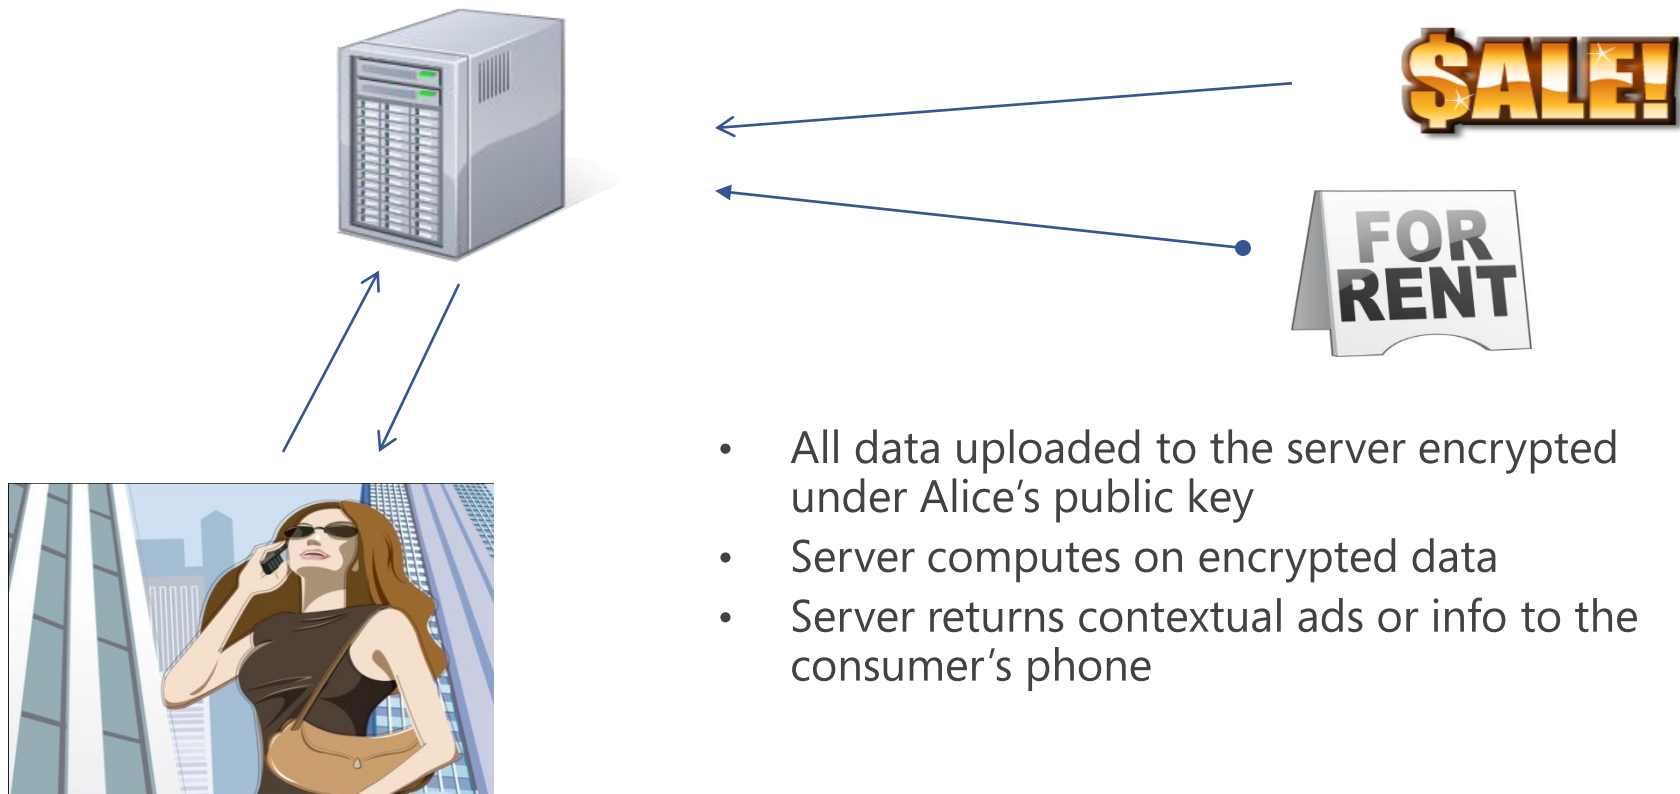 $ALE!
FOR
RENT
• All data uploaded to the server encrypted
under Alice’s public key
• Server computes on encrypted data
• Server returns contextual ads or info to the
consumer’s phone